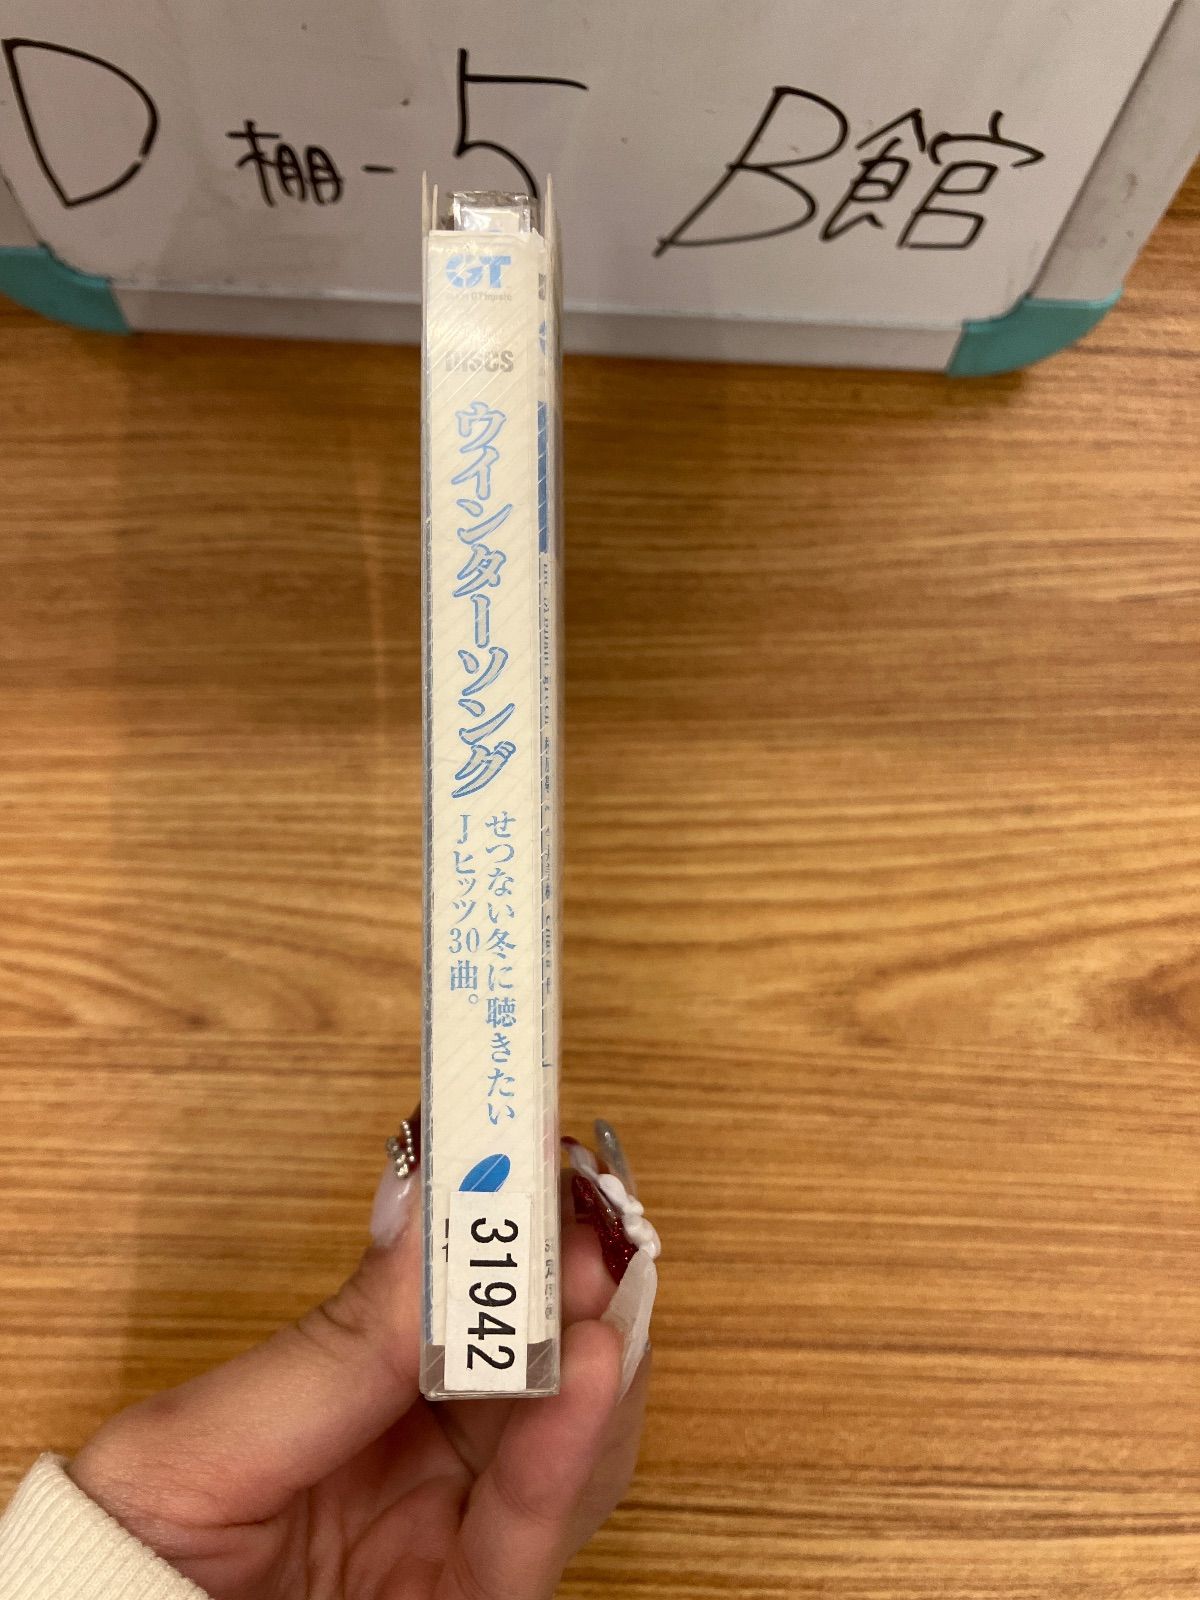 D棚-5 B館
GT
DISCS
ウインターソング
せつない冬に聴きたい
Jヒッツ30曲。
31942